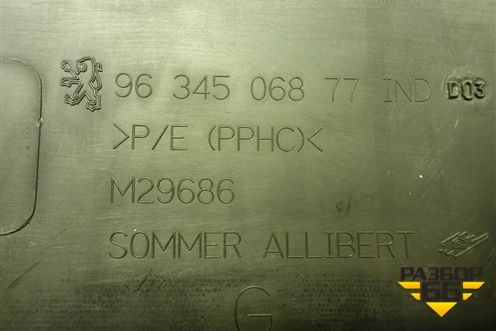 96 345 068 77 IND D03
>P/E (PPHC)<
M29686
SOMMER ALLIBERT
G
РАЗБОР
66